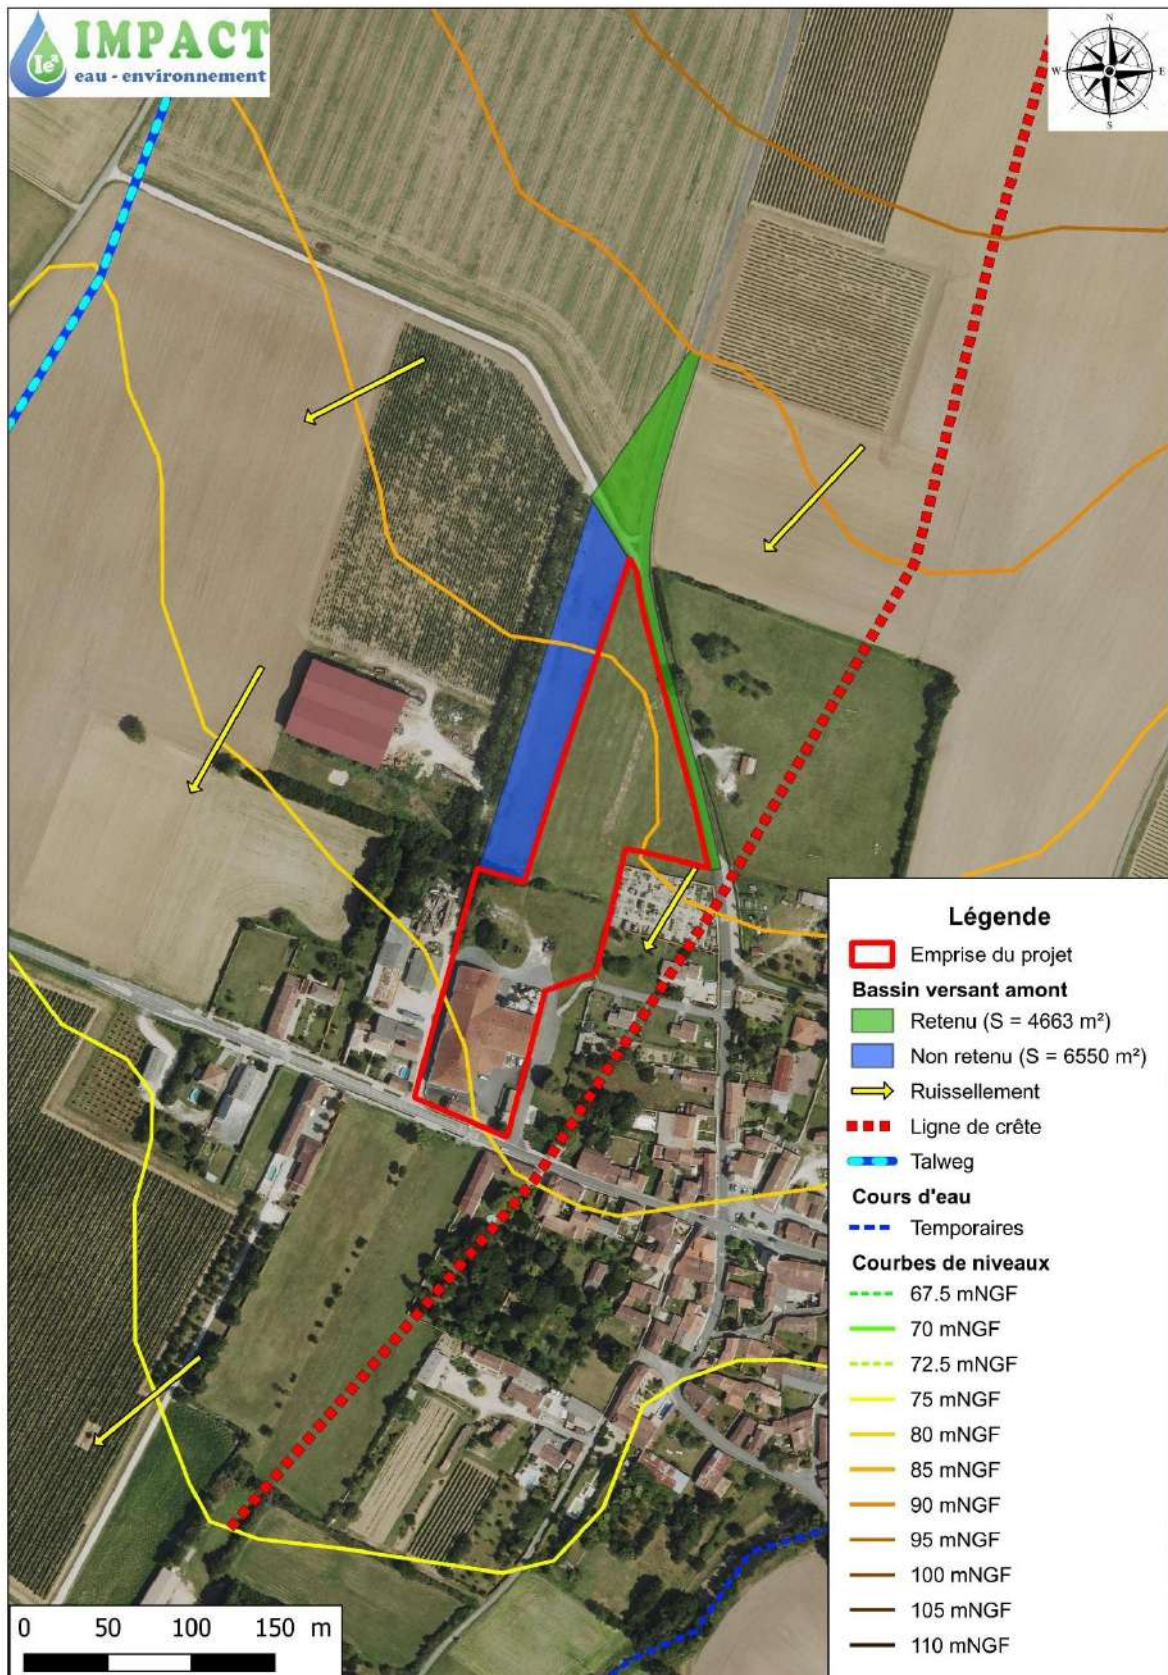 IMPACT
Ie²
eau - environnement
N
W E
S
Légende
Emprise du projet
Bassin versant amont
Retenu (S = 4663 m²)
Non retenu (S = 6550 m²)
Ruissellement
Ligne de crête
Talweg
Cours d'eau
Temporaires
Courbes de niveaux
67.5 mNGF
70 mNGF
72.5 mNGF
75 mNGF
80 mNGF
85 mNGF
90 mNGF
95 mNGF
100 mNGF
105 mNGF
110 mNGF
0 50 100 150 m